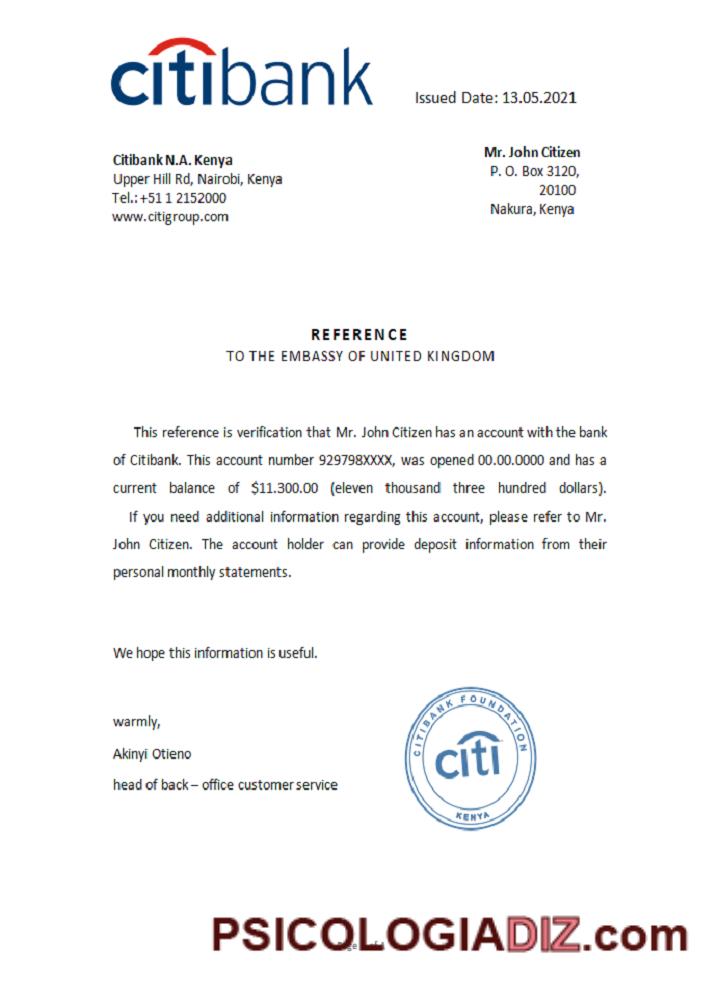 citibank
Issued Date: 13.05.2021
Citibank N.A. Kenya
Upper Hill Rd, Nairobi, Kenya
Tel.: +51 1 2152000
www.citigroup.com
Mr. John Citizen
P. O. Box 3120,
20100
Nakura, Kenya
REFERENCE
TO THE EMBASSY OF UNITED KINGDOM
This reference is verification that Mr. John Citizen has an account with the bank
of Citibank. This account number 929798XXXX, was opened 00.00.0000 and has a
current balance of $11.300.00 (eleven thousand three hundred dollars).
If you need additional information regarding this account, please refer to Mr.
John Citizen. The account holder can provide deposit information from their
personal monthly statements.
We hope this information is useful.
warmly,
Akinyi Otieno
head of back – office customer service
CITIBANK FOUNDATION
citi
KENYA
PSICOLOGIADIZ.com